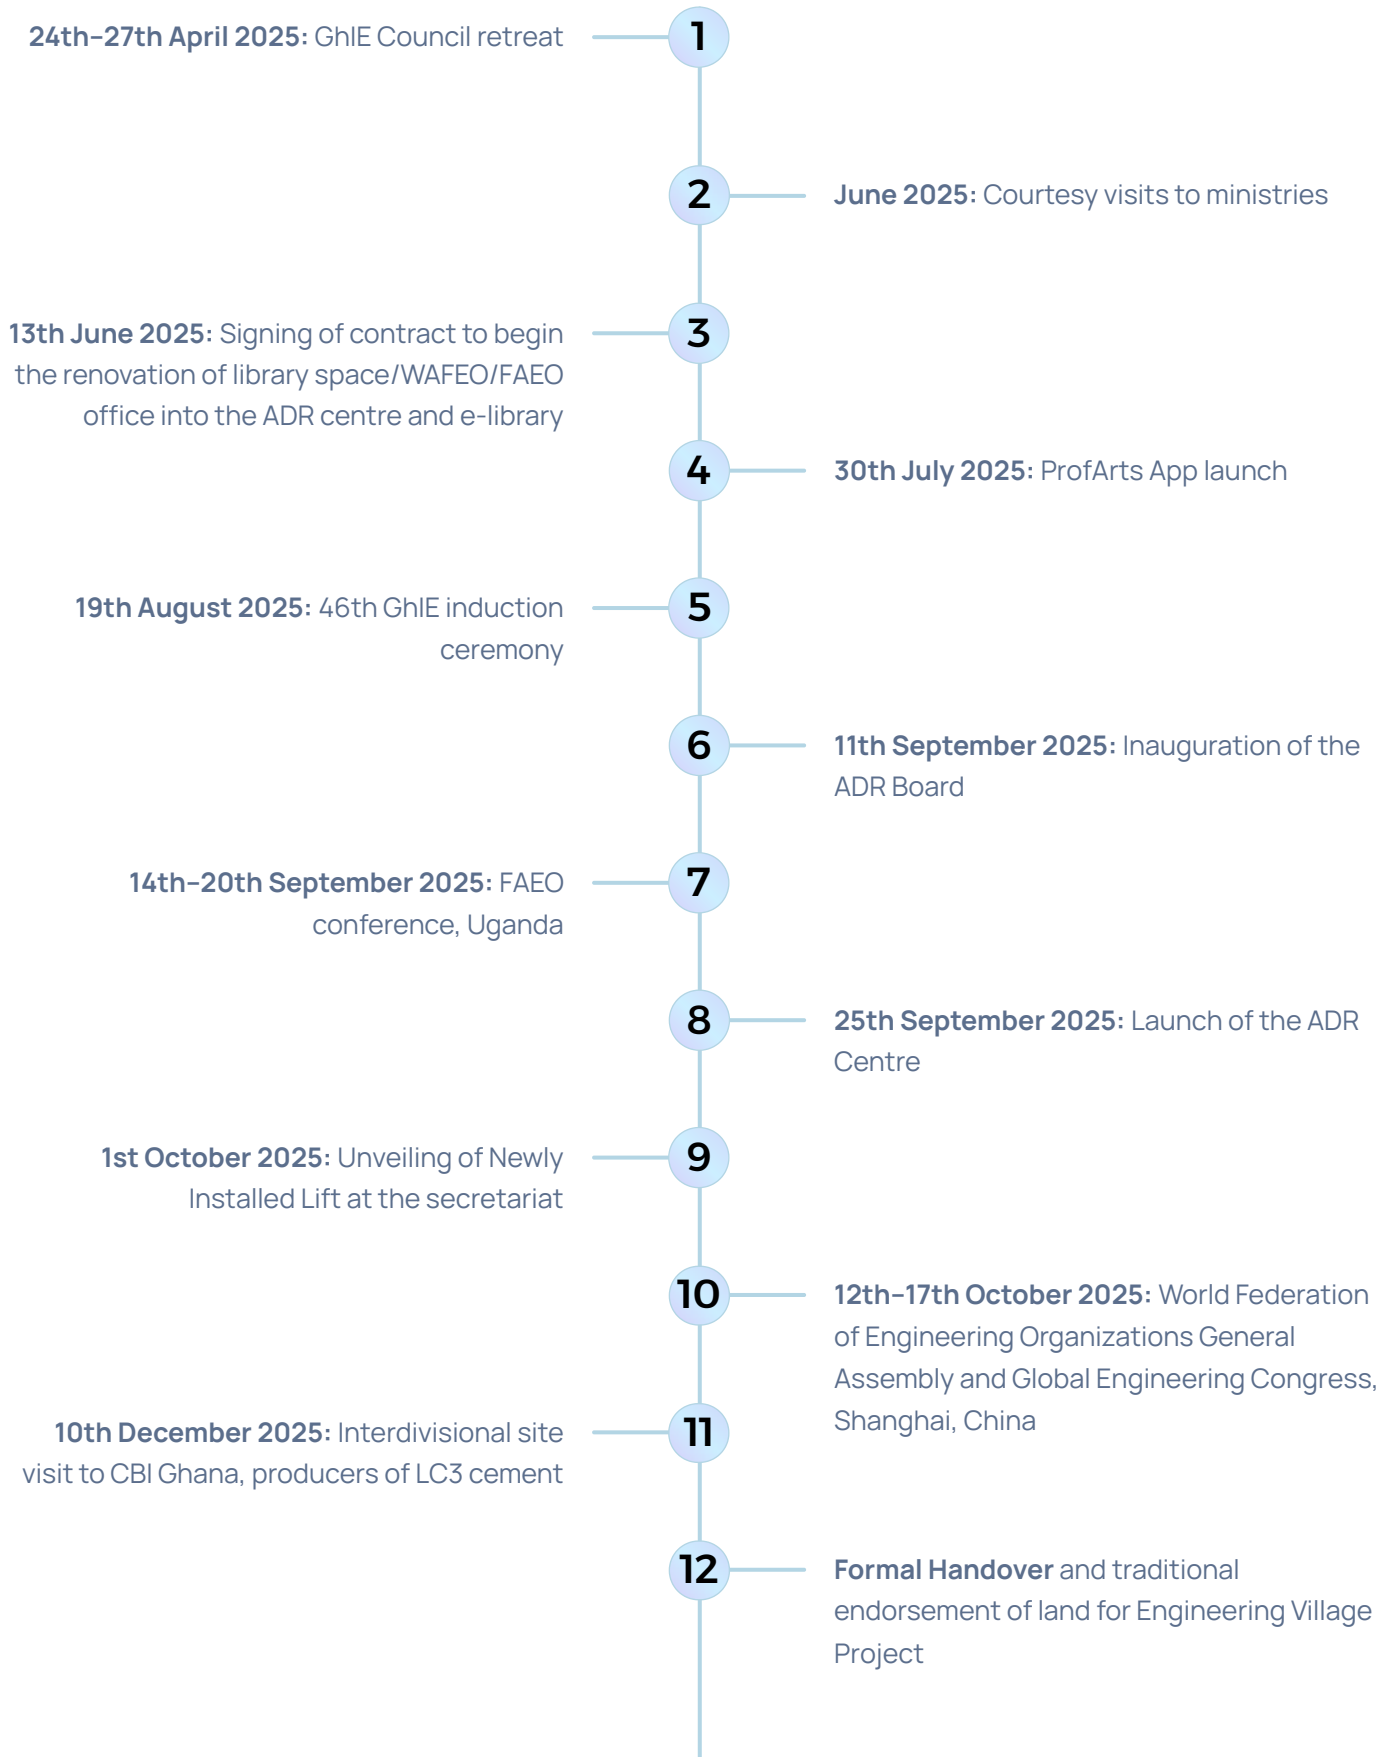 24th–27th April 2025: GhIE Council retreat
1
2
June 2025: Courtesy visits to ministries
13th June 2025: Signing of contract to begin
the renovation of library space/WAFEO/FAEO
office into the ADR centre and e-library
3
4
30th July 2025: ProfArts App launch
19th August 2025: 46th GhIE induction
ceremony
5
6
11th September 2025: Inauguration of the
ADR Board
14th–20th September 2025: FAEO
conference, Uganda
7
8
25th September 2025: Launch of the ADR
Centre
1st October 2025: Unveiling of Newly
Installed Lift at the secretariat
9
10
12th–17th October 2025: World Federation
of Engineering Organizations General
Assembly and Global Engineering Congress,
Shanghai, China
10th December 2025: Interdivisional site
visit to CBI Ghana, producers of LC3 cement
11
12
Formal Handover and traditional
endorsement of land for Engineering Village
Project